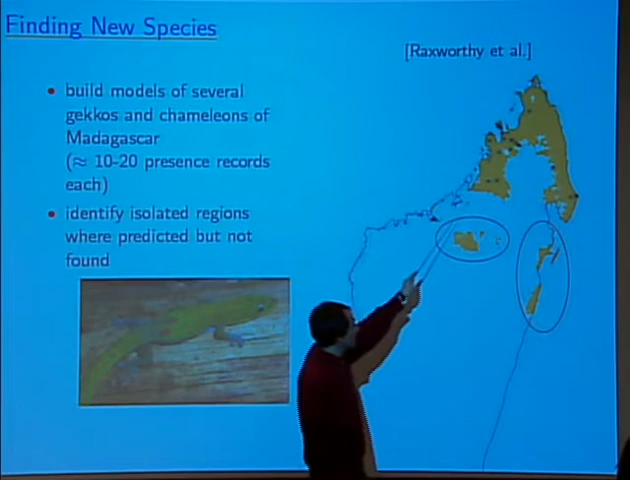 Finding New Species
[Raxworthy et al.]
• build models of several
gekkos and chameleons of
Madagascar
(≈ 10-20 presence records
each)
• identify isolated regions
where predicted but not
found